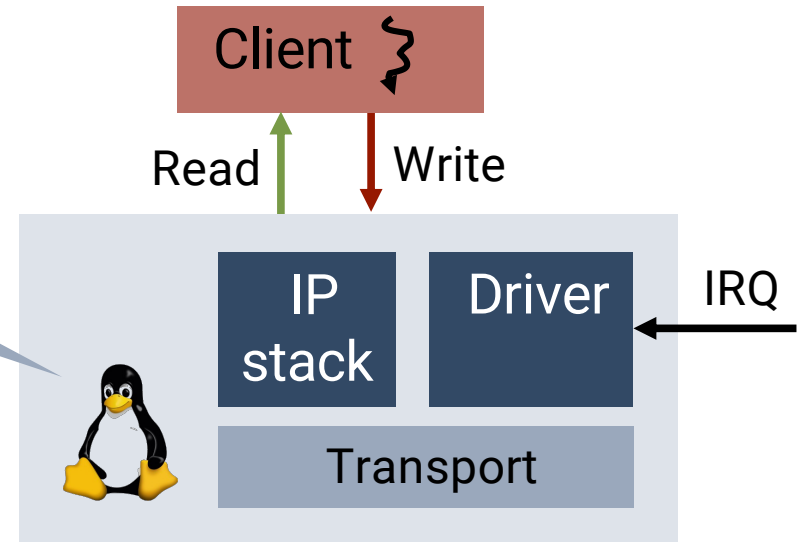 Client
Read
Write
IP
stack
Driver
IRQ
Transport